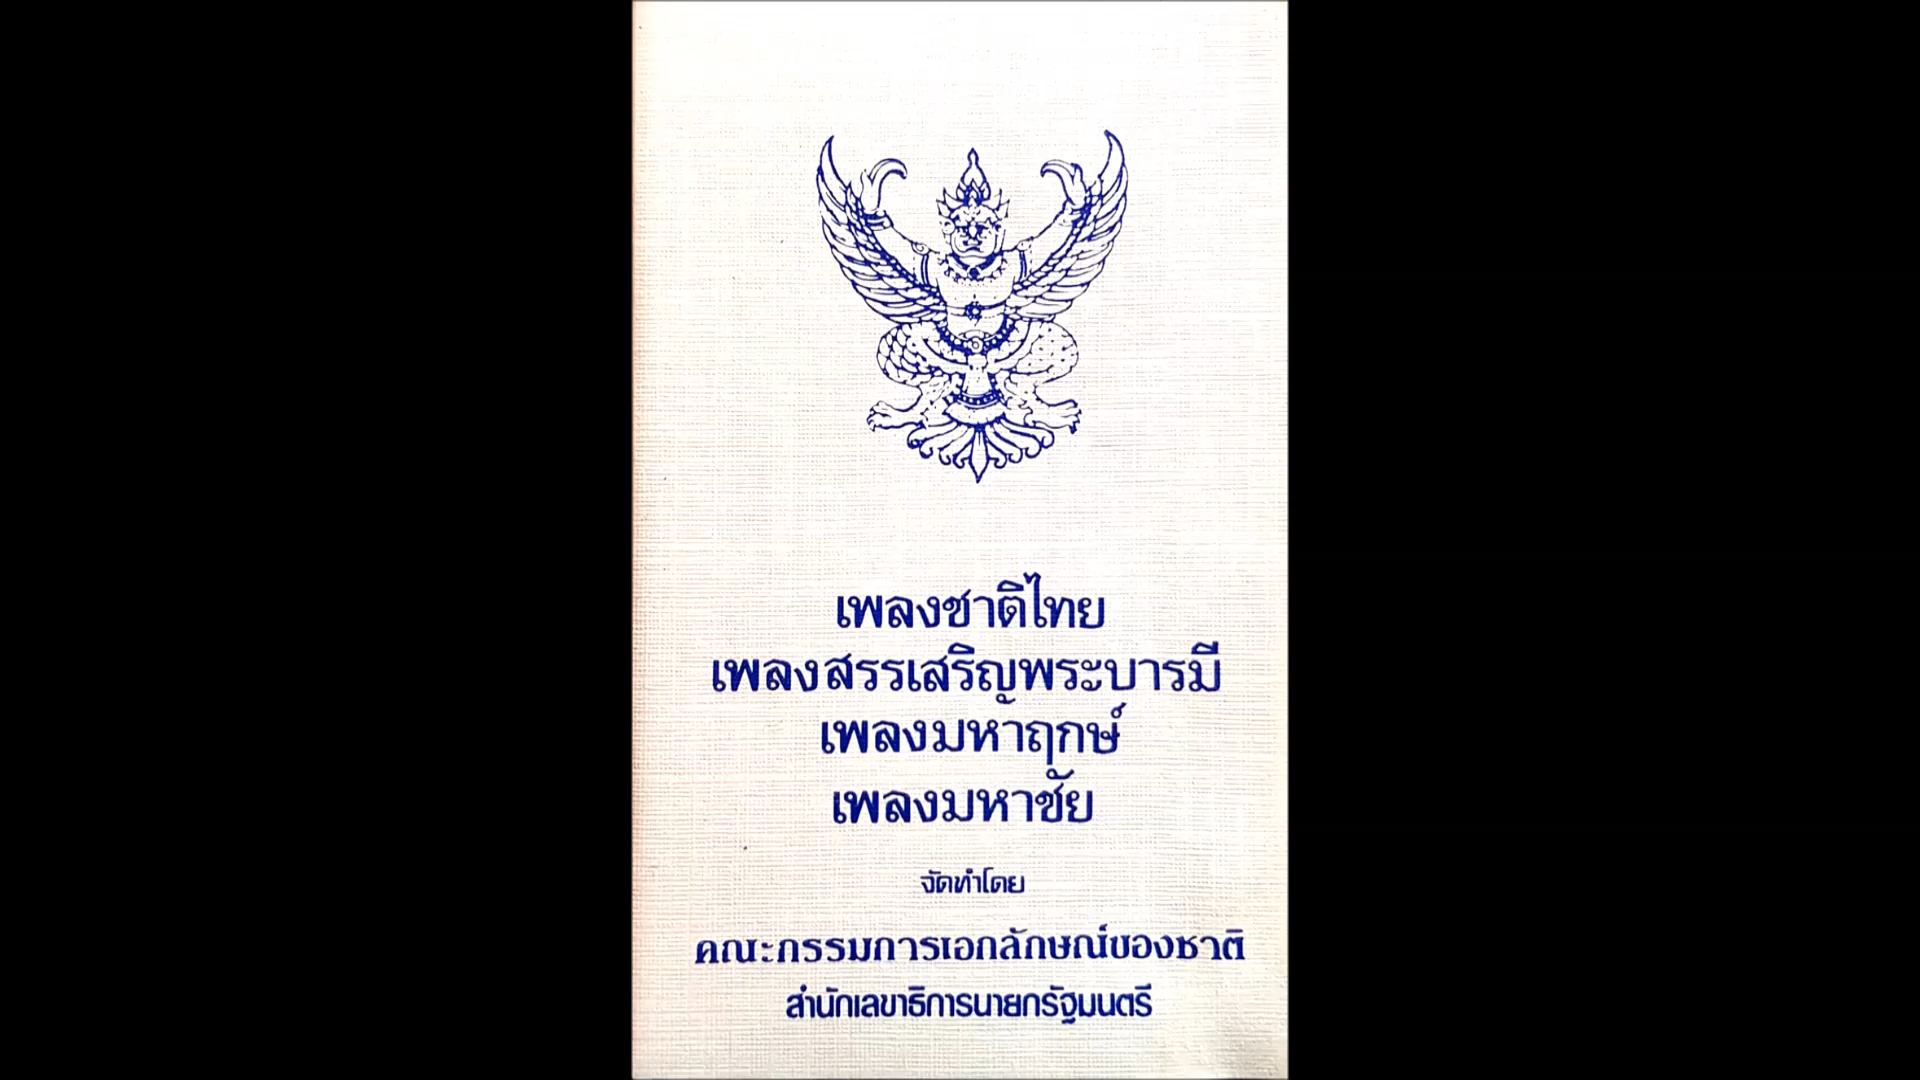 เพลงชาติไทย
เพลงสรรเสริญพระบารมี
เพลงมหาฤกษ์
เพลงมหาชัย
จัดทำโดย
คณะกรรมการเอกลักษณ์ของชาติ
สำนักเลขาธิการนายกรัฐมนตรี